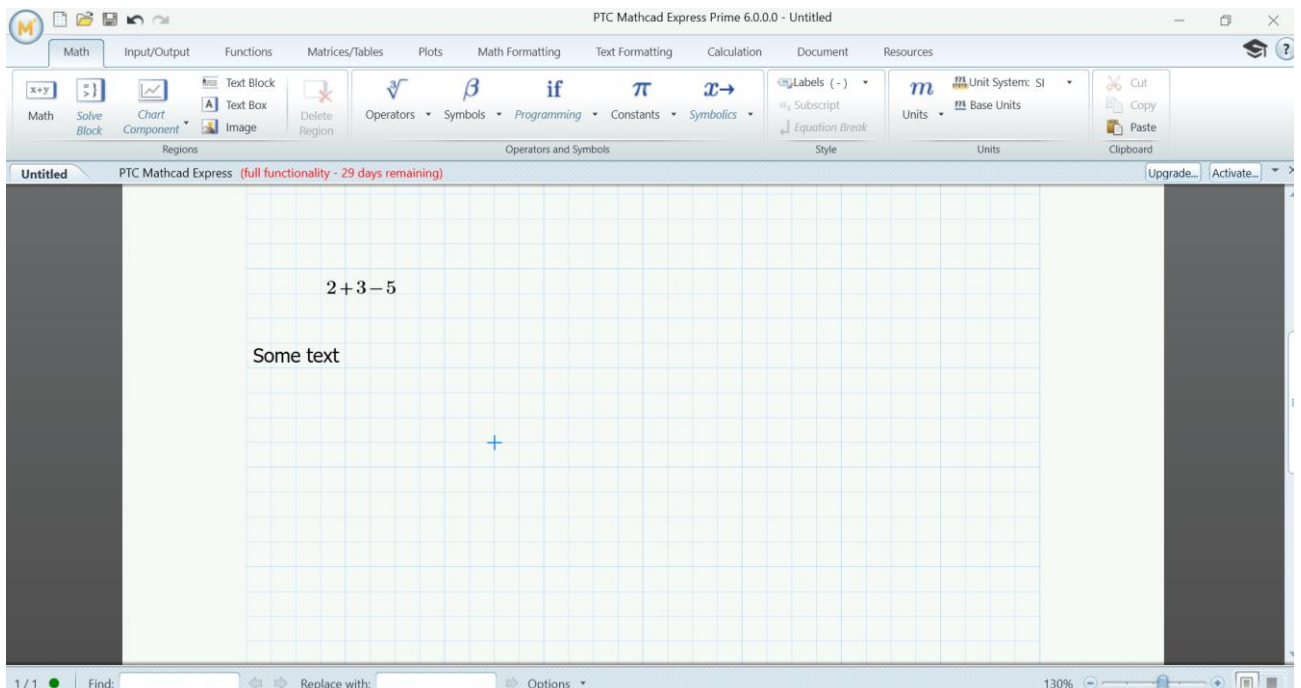 PTC Mathcad Express Prime 6.0.0.0 - Untitled
Math Input/Output Functions Matrices/Tables Plots Math Formatting Text Formatting Calculation Document Resources
x+y Math
Solve Block
Chart Component
Text Block
Text Box
Image
Delete Region
Operators
β Symbols
if Programming
π Constants
x→ Symbolics
Labels ( - )
Subscript
Equation Break
m Units
Unit System: SI
Base Units
Cut
Copy
Paste
Regions Operators and Symbols Style Units Clipboard
Untitled PTC Mathcad Express (full functionality - 29 days remaining) Upgrade... Activate...
2+3−5
Some text
1 / 1 Find: Replace with: Options 130%